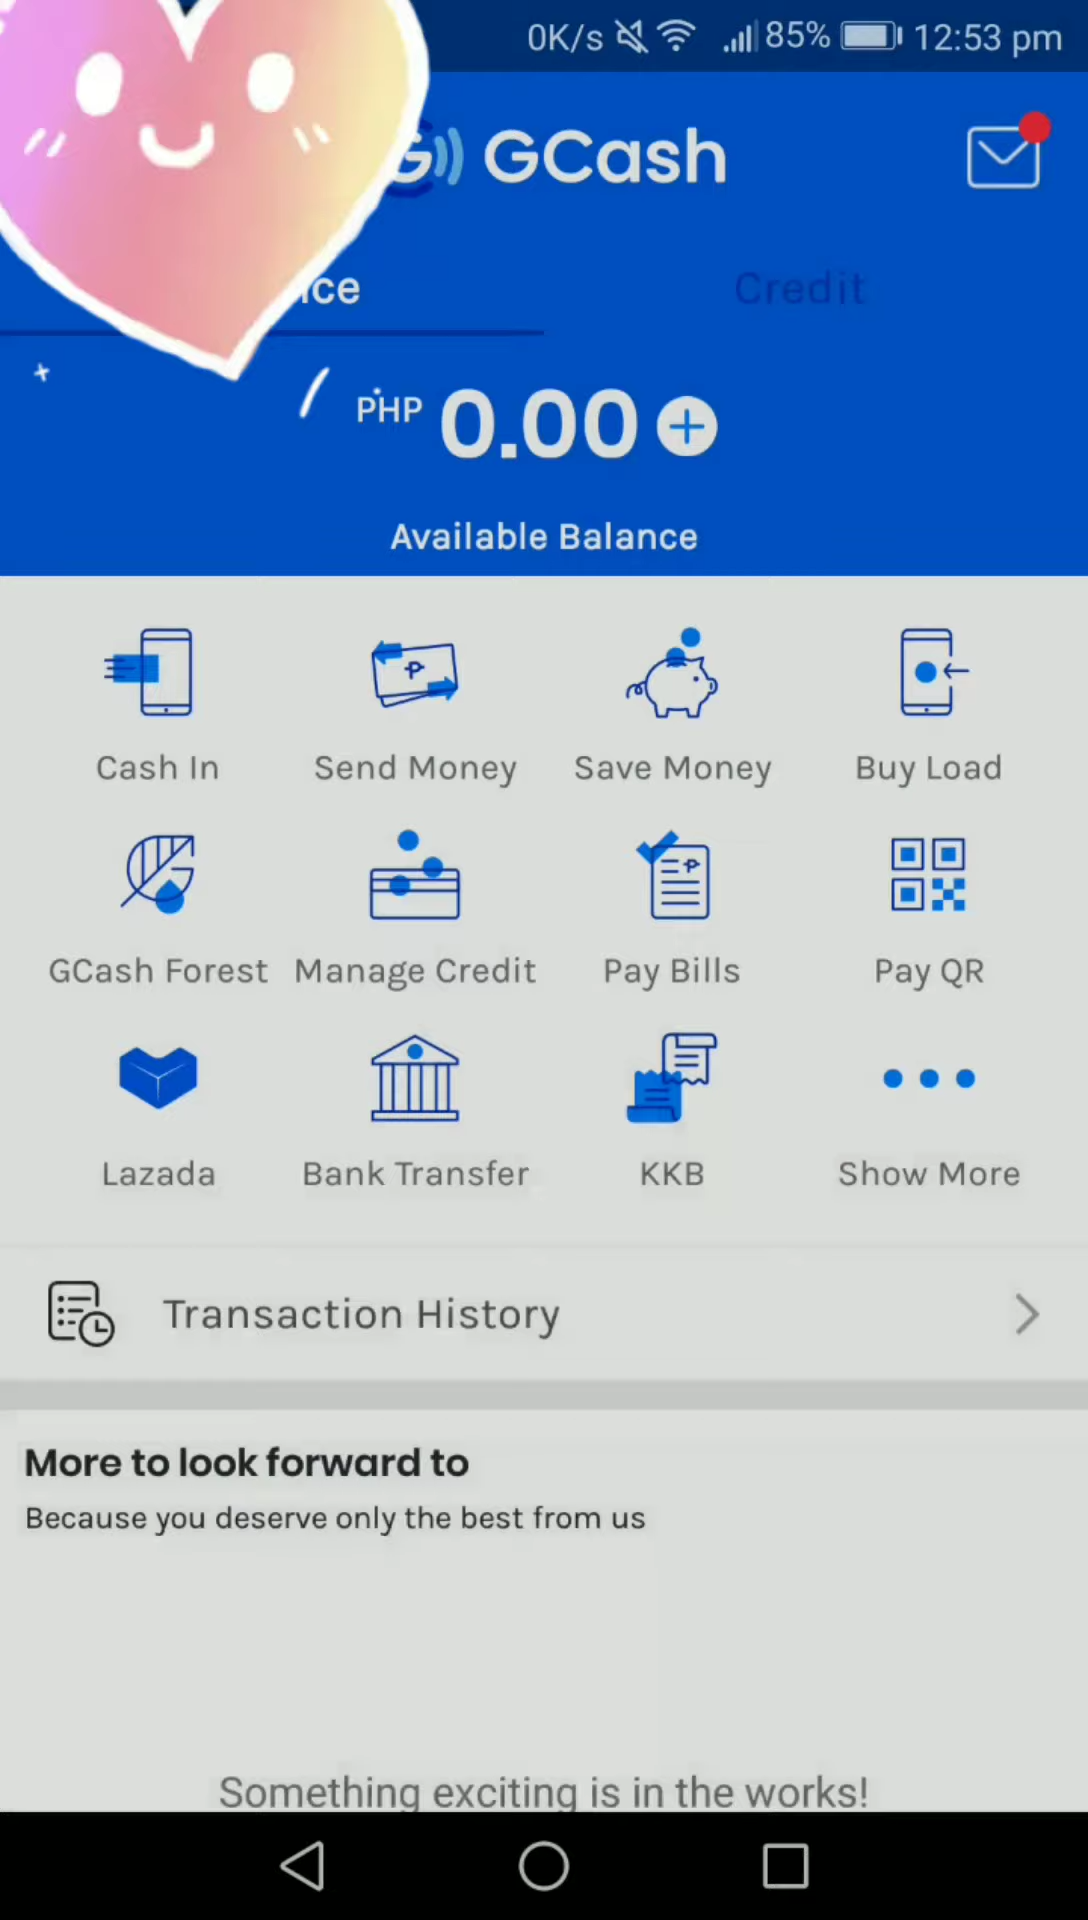 0K/s 85% 12:53 pm
GCash
Credit
PHP 0.00
Available Balance
Cash In Send Money Save Money Buy Load
GCash Forest Manage Credit Pay Bills Pay QR
Lazada Bank Transfer KKB Show More
Transaction History
More to look forward to
Because you deserve only the best from us
Something exciting is in the works!